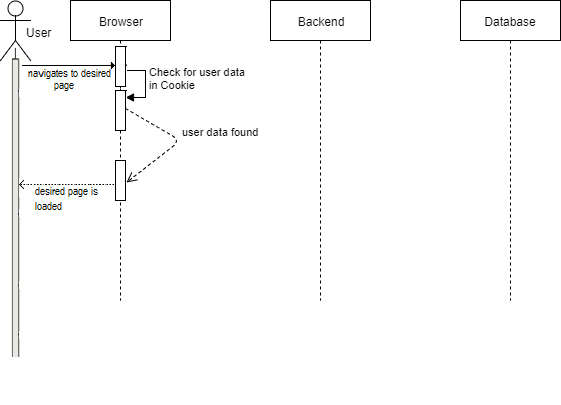 User
Browser
Backend
Database
navigates to desired
page
Check for user data
in Cookie
user data found
desired page is
loaded